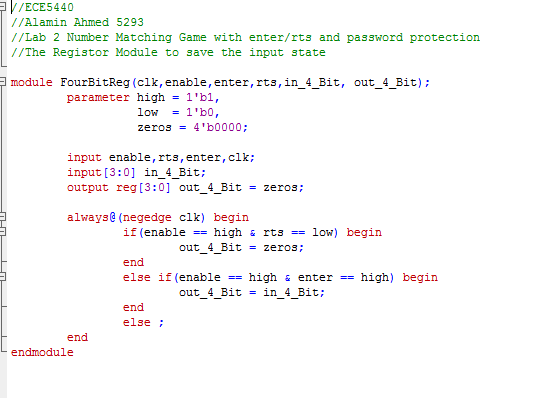 //ECE5440
//Alamin Ahmed 5293
//Lab 2 Number Matching Game with enter/rts and password protection
//The Registor Module to save the input state
module FourBitReg(clk,enable,enter,rts,in_4_Bit, out_4_Bit);
parameter high = 1'b1,
low = 1'b0,
zeros = 4'b0000;
input enable,rts,enter,clk;
input[3:0] in_4_Bit;
output reg[3:0] out_4_Bit = zeros;
always@(negedge clk) begin
if(enable == high & rts == low) begin
out_4_Bit = zeros;
end
else if(enable == high & enter == high) begin
out_4_Bit = in_4_Bit;
end
else ;
end
endmodule